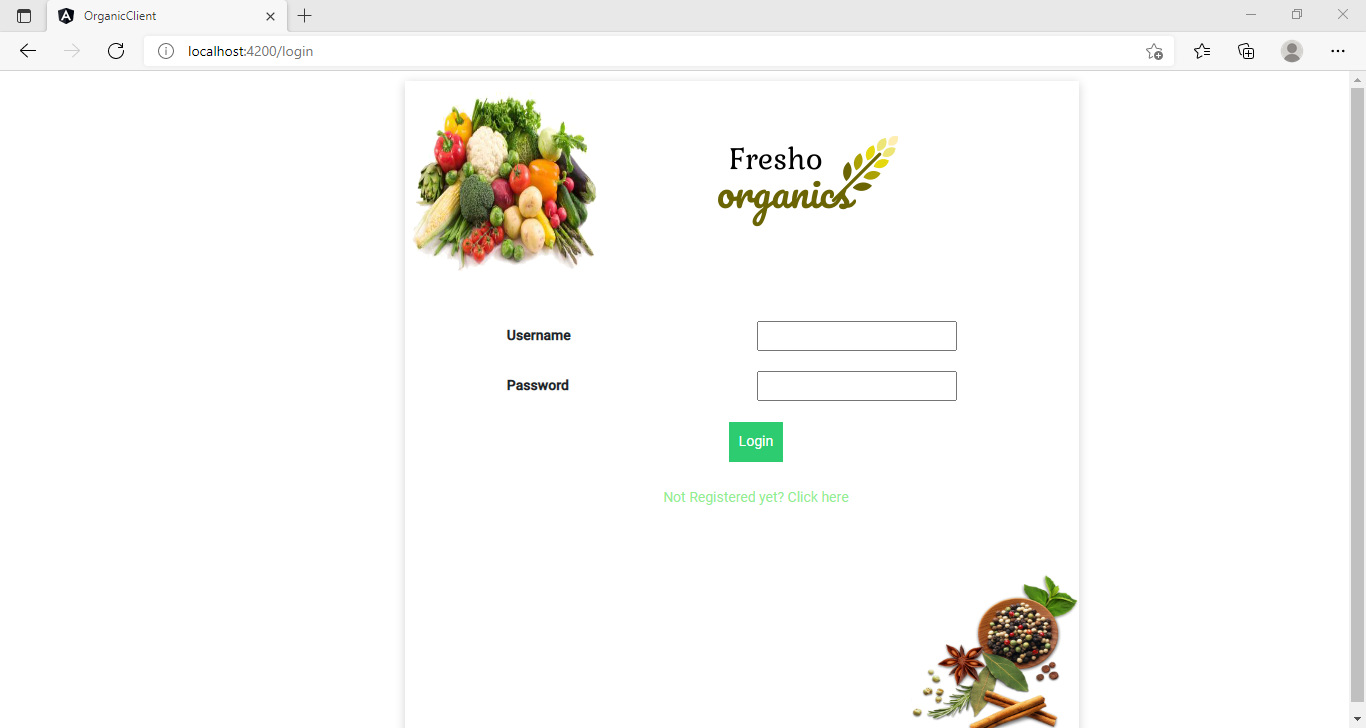 OrganicClient
localhost:4200/login
Fresho
organics
Username
Password
Login
Not Registered yet? Click here